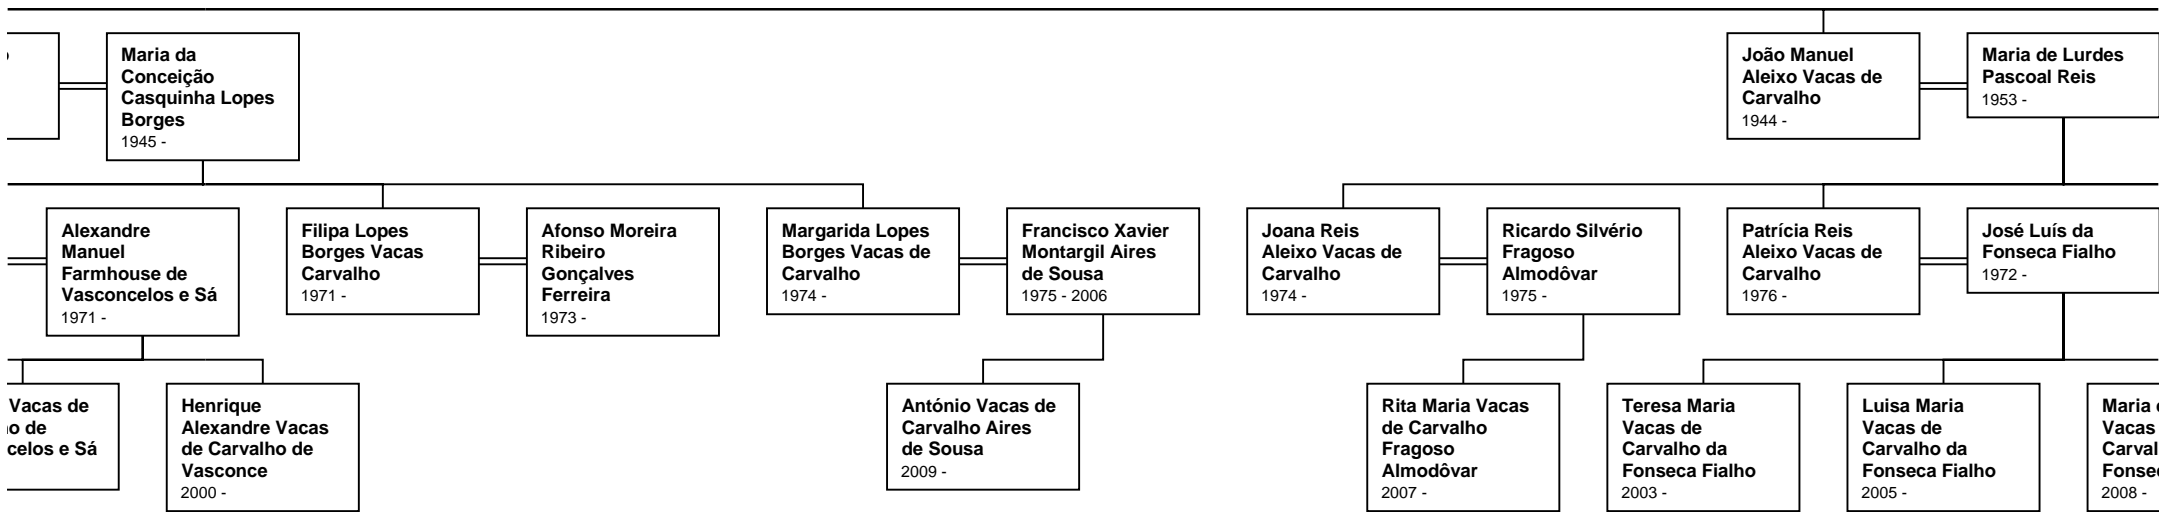 Maria da
Conceição
Casquinha Lopes
Borges
1945 -
João Manuel
Aleixo Vacas de
Carvalho
1944 -
Maria de Lurdes
Pascoal Reis
1953 -
Alexandre
Manuel
Farmhouse de
Vasconcelos e Sá
1971 -
Filipa Lopes
Borges Vacas
Carvalho
1971 -
Afonso Moreira
Ribeiro
Gonçalves
Ferreira
1973 -
Margarida Lopes
Borges Vacas de
Carvalho
1974 -
Francisco Xavier
Montargil Aires
de Sousa
1975 - 2006
Joana Reis
Aleixo Vacas de
Carvalho
1974 -
Ricardo Silvério
Fragoso
Almodôvar
1975 -
Patrícia Reis
Aleixo Vacas de
Carvalho
1976 -
José Luís da
Fonseca Fialho
1972 -
Vacas de
de
e Sá
Henrique
Alexandre Vacas
de Carvalho de
Vasconce
2000 -
António Vacas de
Carvalho Aires
de Sousa
2009 -
Rita Maria Vacas
de Carvalho
Fragoso
Almodôvar
2007 -
Teresa Maria
Vacas de
Carvalho da
Fonseca Fialho
2003 -
Luisa Maria
Vacas de
Carvalho da
Fonseca Fialho
2005 -
Maria
Vacas
2008 -